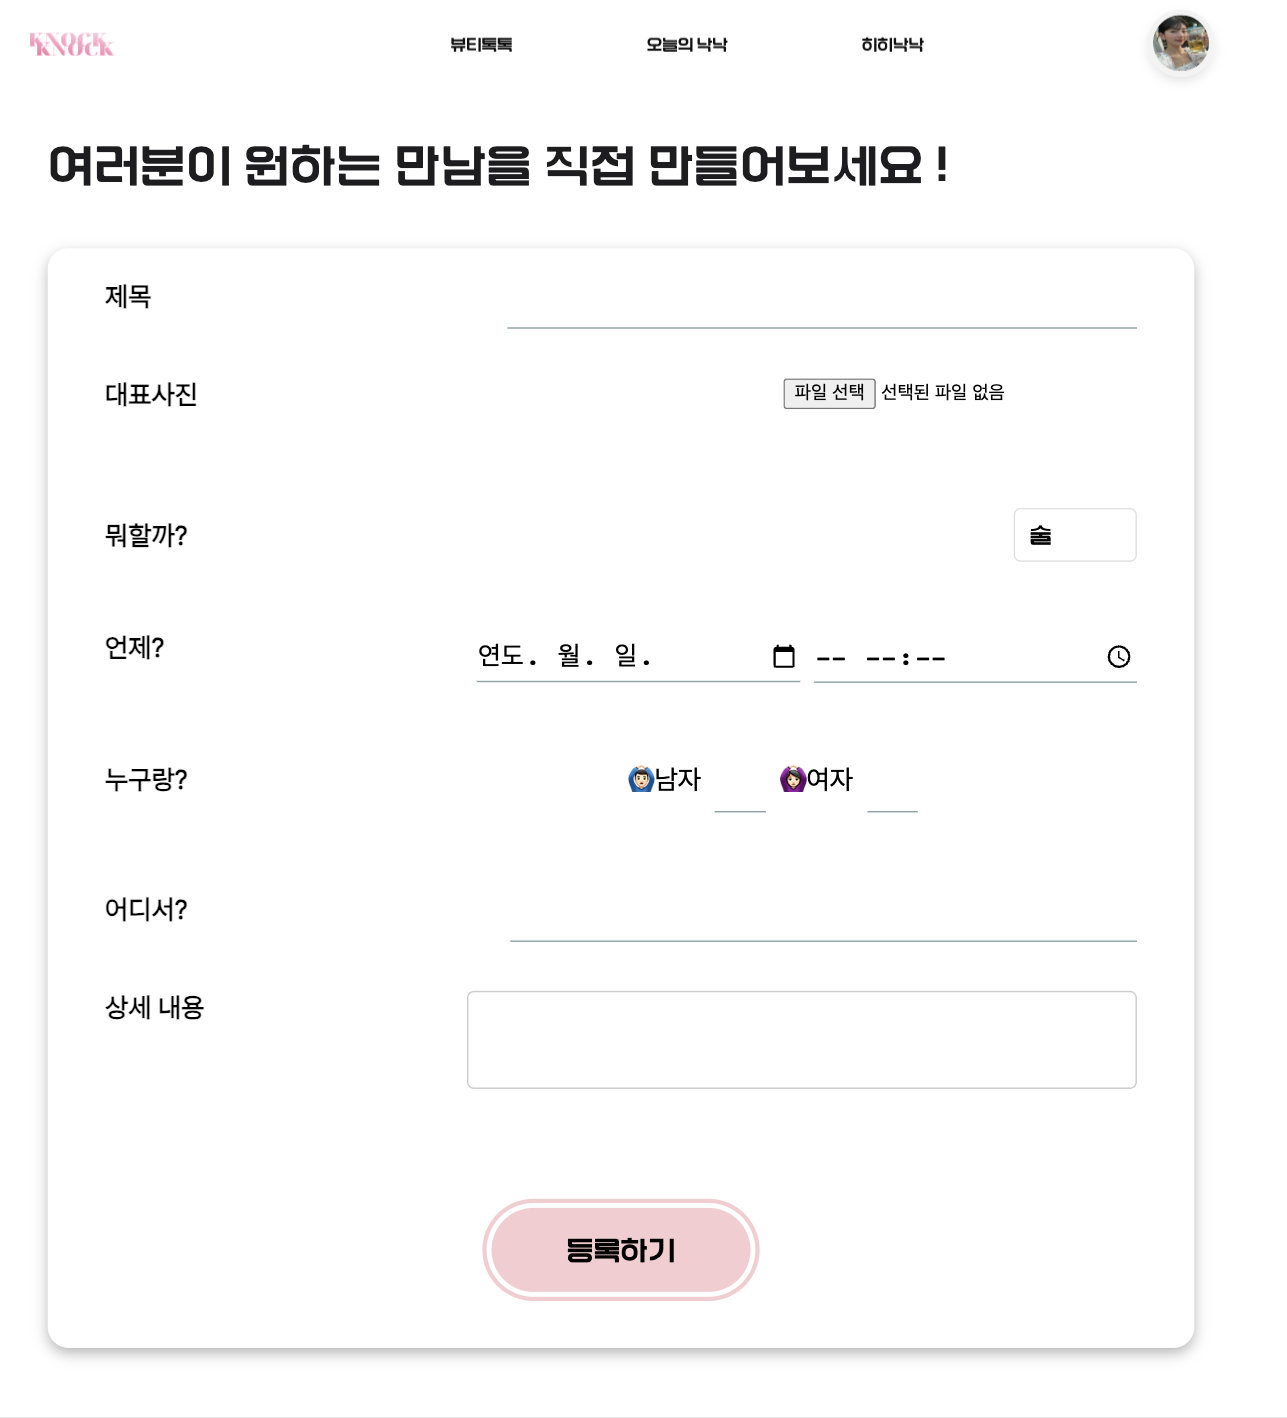 KNOCK
KNOCK
뷰티톡톡 오늘의 낙낙 히히낙낙
여러분이 원하는 만남을 직접 만들어보세요 !
제목
대표사진 파일 선택 선택된 파일 없음
뭐할까? 술
언제? 연도. 월. 일. -- --:--
누구랑? 🙆🏻‍♂️남자 🙆🏻‍♀️여자
어디서?
상세 내용
등록하기